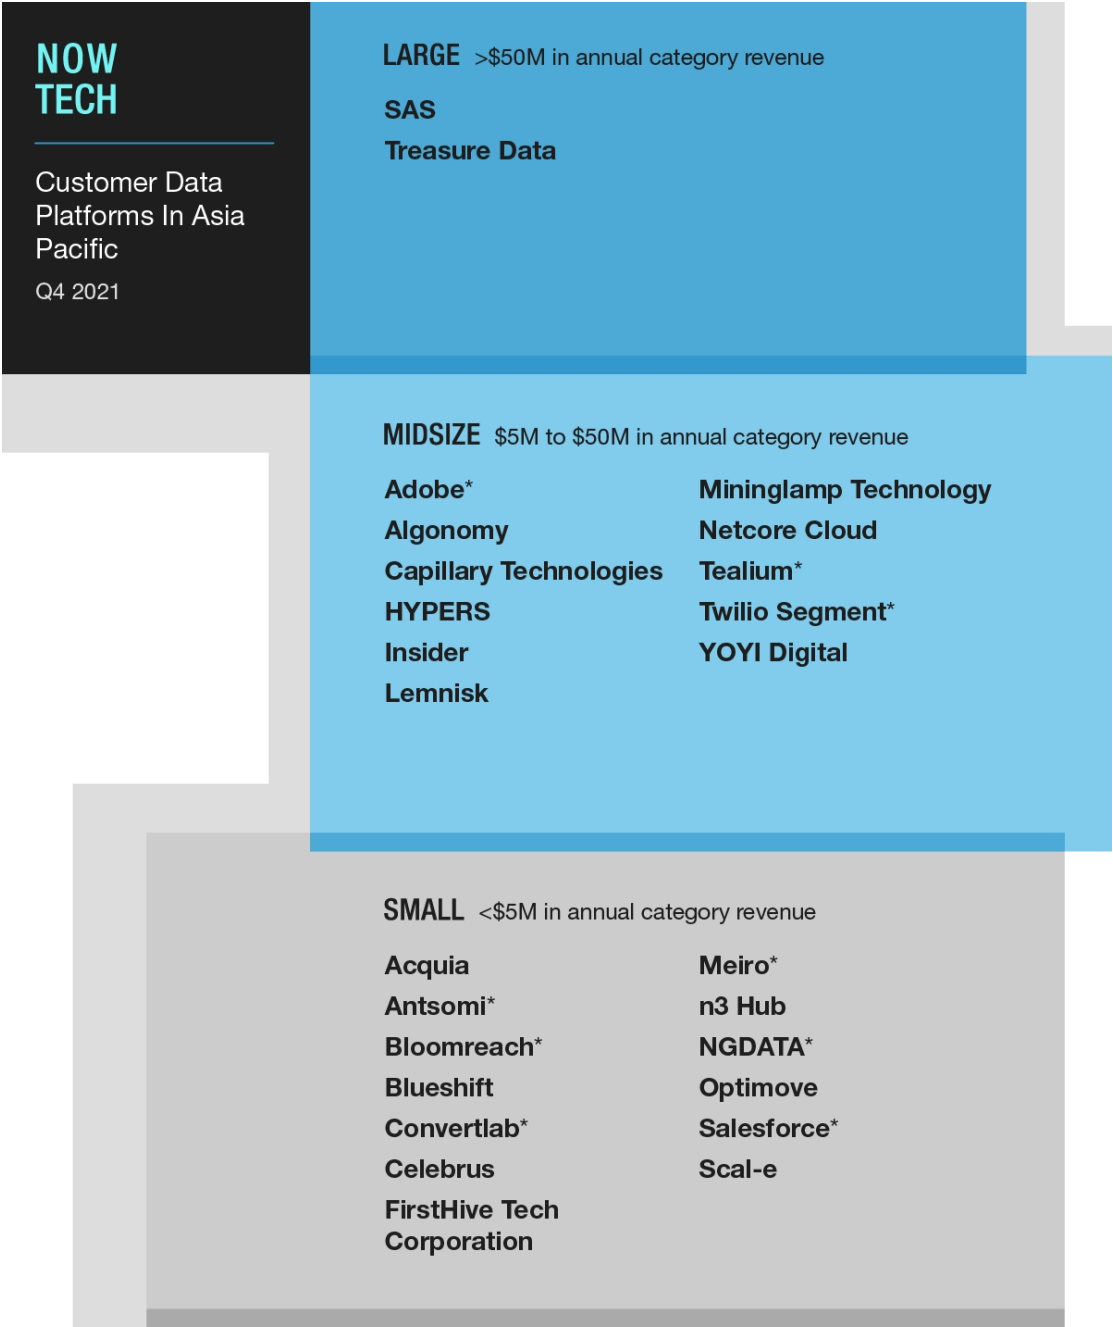 NOW
TECH
Customer Data
Platforms In Asia
Pacific
Q4 2021
LARGE >$50M in annual category revenue
SAS
Treasure Data
MIDSIZE $5M to $50M in annual category revenue
Adobe*
Algonomy
Capillary Technologies
HYPERS
Insider
Lemnisk
Mininglamp Technology
Netcore Cloud
Tealium*
Twilio Segment*
YOYI Digital
SMALL <$5M in annual category revenue
Acquia
Antsomi*
Bloomreach*
Blueshift
Convertlab*
Celebrus
FirstHive Tech
Corporation
Meiro*
n3 Hub
NGDATA*
Optimove
Salesforce*
Scal-e